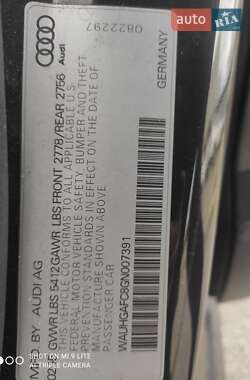 AUTO RIA
Audi
MFD. BY AUDI AG
GVWR LBS 5412 GAWR LBS FRONT 2778/REAR 2756
THIS VEHICLE CONFORMS TO ALL APPLICABLE U.S.
FEDERAL MOTOR VEHICLE SAFETY, BUMPER AND THEFT
PREVENTION STANDARDS IN EFFECT ON THE DATE OF
MANUFACTURE SHOWN ABOVE.
PASSENGER CAR
WAUHGAFC8GN007391
0822297
GERMANY
SHOT ON MI 9 LITE
AI TRIPLE CAMERA